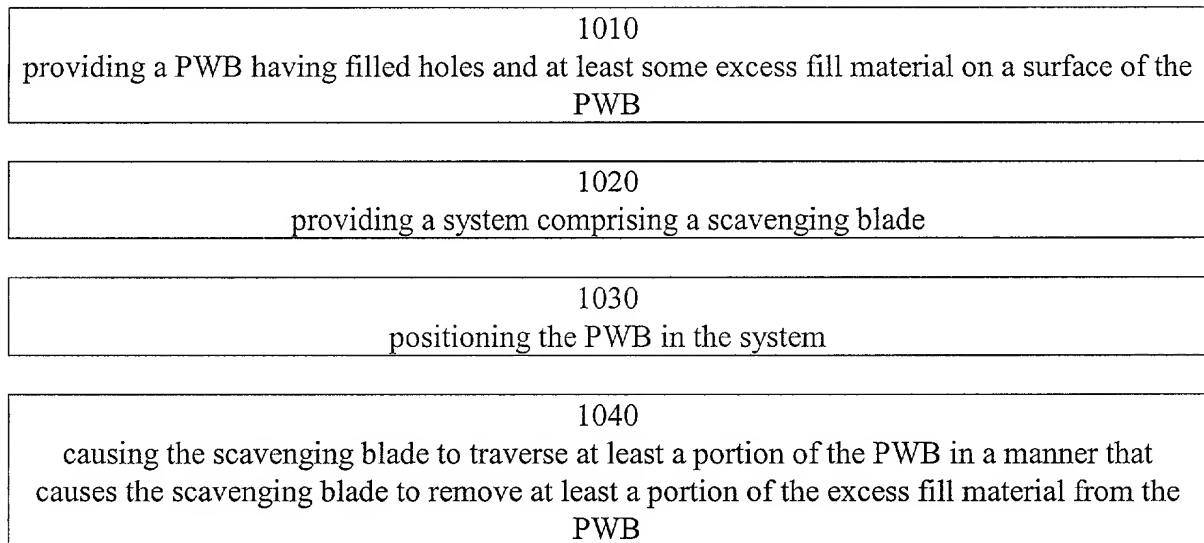 1010
providing a PWB having filled holes and at least some excess fill material on a surface of the
PWB
1020
providing a system comprising a scavenging blade
1030
positioning the PWB in the system
1040
causing the scavenging blade to traverse at least a portion of the PWB in a manner that
causes the scavenging blade to remove at least a portion of the excess fill material from the
PWB